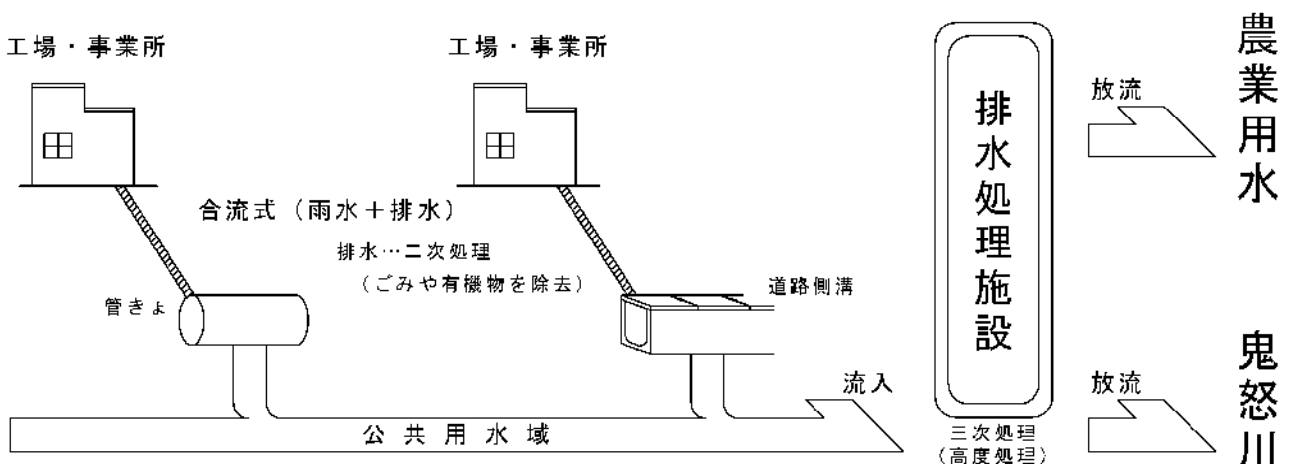 工場・事業所
工場・事業所
合流式（雨水＋排水）
排水…二次処理
（ごみや有機物を除去）
管きょ
道路側溝
流入
公共用水域
排水処理施設
三次処理
（高度処理）
放流
農業用水
放流
鬼怒川